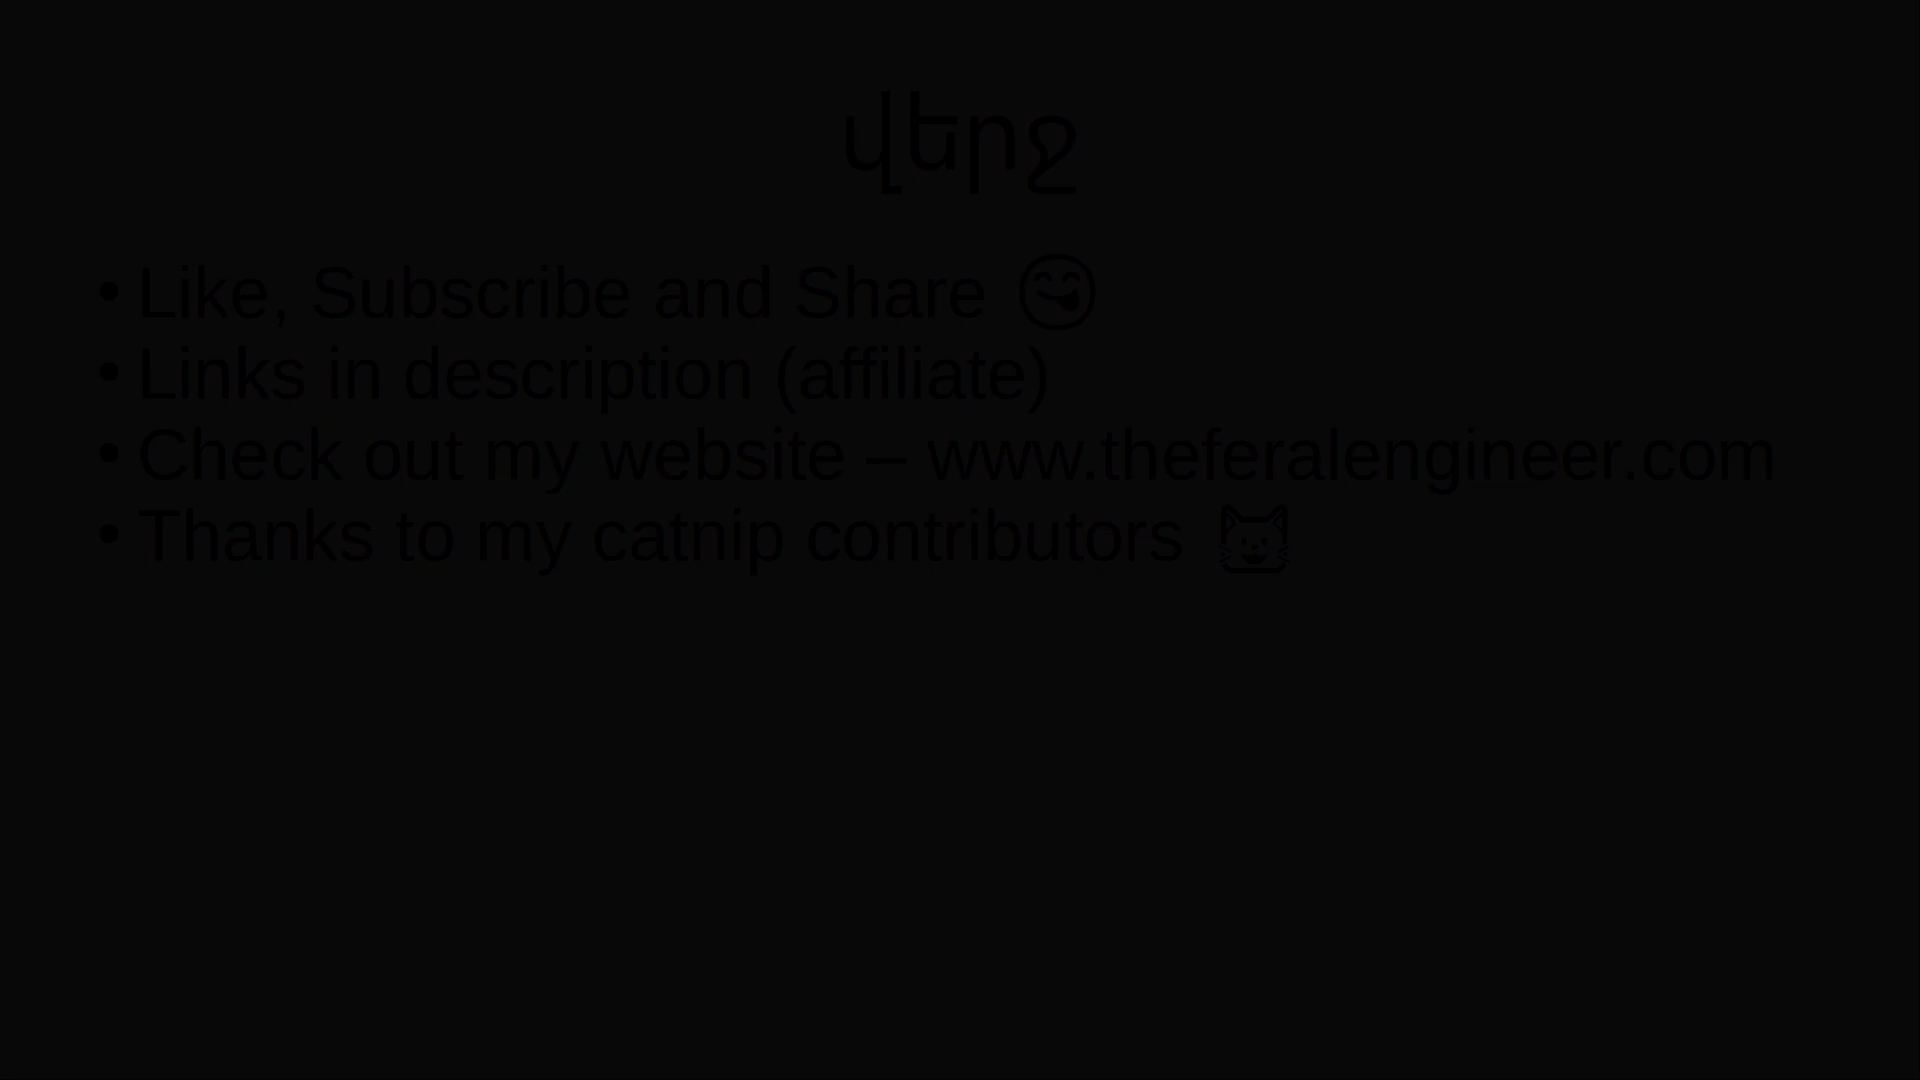 վերջ
• Like, Subscribe and Share 😋
• Links in description (affiliate)
• Check out my website – www.theferalengineer.com
• Thanks to my catnip contributors 😺